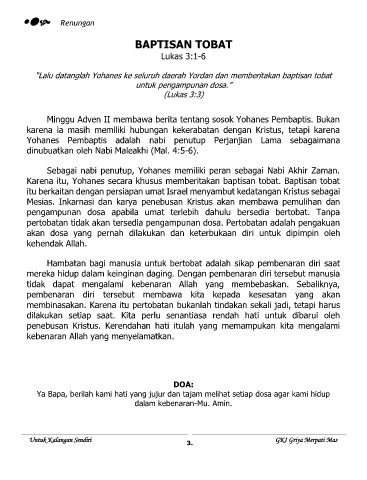 Renungan
BAPTISAN TOBAT
Lukas 3:1-6
"Lalu datanglah Yohanes ke seluruh daerah Yordan dan memberitakan baptisan tobat
untuk pengampunan dosa."
(Lukas 3:3)
Minggu Adven II membawa berita tentang sosok Yohanes Pembaptis. Bukan
karena ia masih memiliki hubungan kekerabatan dengan Kristus, tetapi karena
Yohanes Pembaptis adalah nabi penutup Perjanjian Lama sebagaimana
dinubuatkan oleh Nabi Maleakhi (Mal. 4:5-6).
Sebagai nabi penutup, Yohanes memiliki peran sebagai Nabi Akhir Zaman.
Karena itu, Yohanes secara khusus memberitakan baptisan tobat. Baptisan tobat
itu berkaitan dengan persiapan umat Israel menyambut kedatangan Kristus sebagai
Mesias. Inkarnasi dan karya penebusan Kristus akan membawa pemulihan dan
pengampunan dosa apabila umat terlebih dahulu bersedia bertobat. Tanpa
pertobatan tidak akan tersedia pengampunan dosa. Pertobatan adalah pengakuan
akan dosa yang pernah dilakukan dan keterbukaan diri untuk dipimpin oleh
kehendak Allah.
Hambatan bagi manusia untuk bertobat adalah sikap pembenaran diri saat
mereka hidup dalam keinginan daging. Dengan pembenaran diri tersebut manusia
tidak dapat mengalami kebenaran Allah yang membebaskan. Sebaliknya,
pembenaran diri tersebut membawa kita kepada kesesatan yang akan
membinasakan. Karena itu pertobatan bukanlah tindakan sekali jadi, tetapi harus
dilakukan setiap saat. Kita perlu senantiasa rendah hati untuk dibarui oleh
penebusan Kristus. Kerendahan hati itulah yang memampukan kita mengalami
kebenaran Allah yang menyelamatkan.
DOA:
Ya Bapa, berilah kami hati yang jujur dan tajam melihat setiap dosa agar kami hidup
dalam kebenaran-Mu. Amin.
Untuk Kalangan Sendiri
3.
GKI Griya Merpati Mas